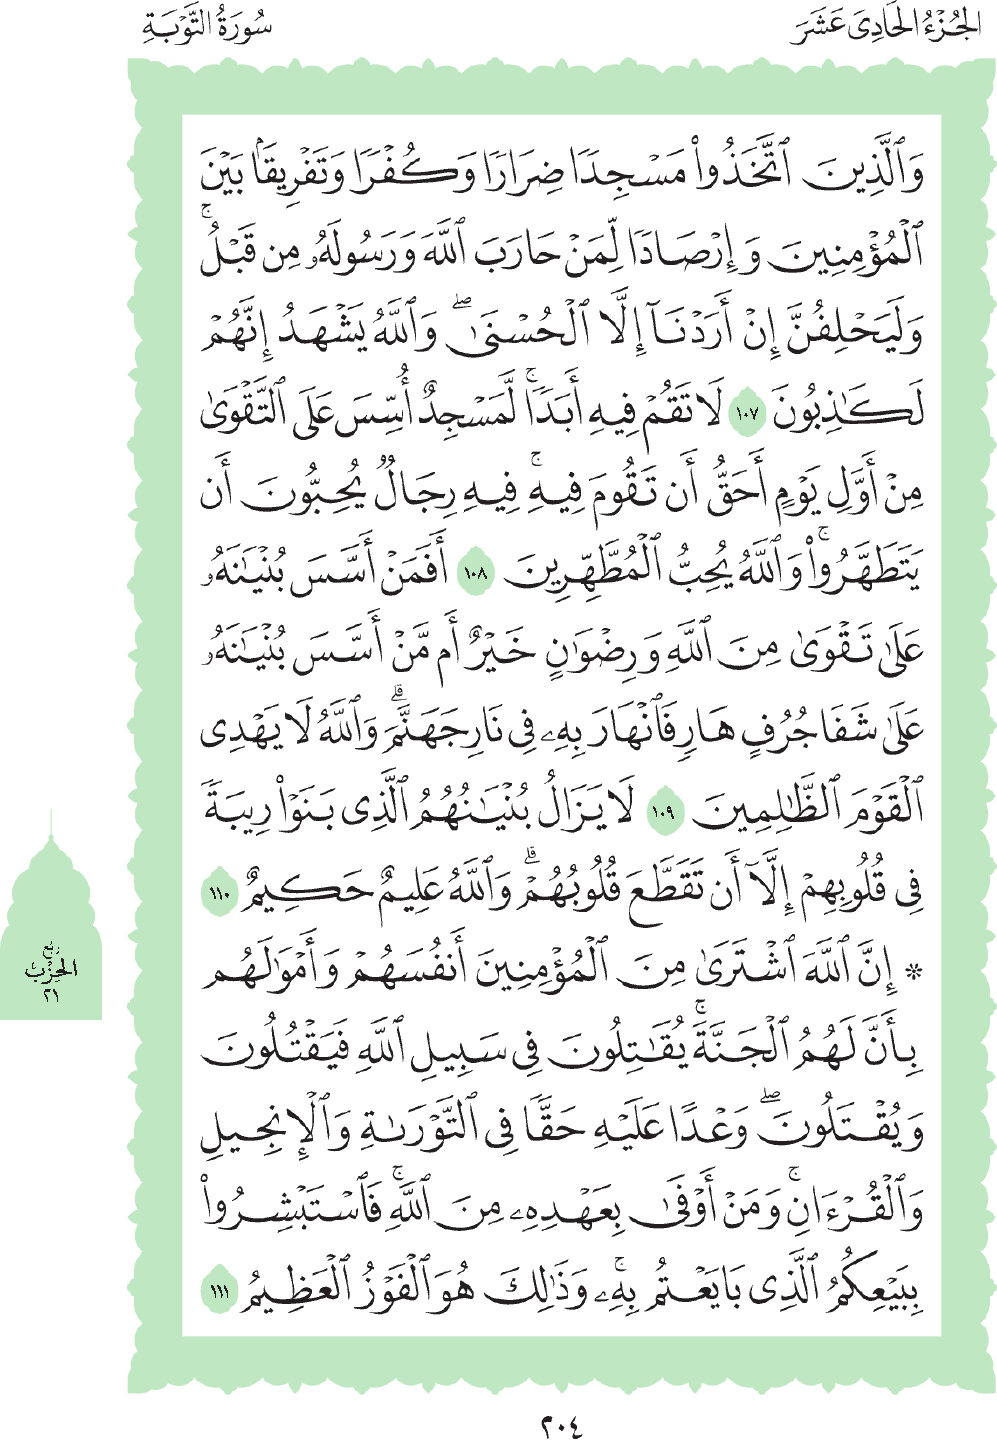 الجُزْءُ الحَادِي عَشَرَ
سُورَةُ التَّوْبَةِ
وَٱلَّذِينَ ٱتَّخَذُوا۟ مَسْجِدًا ضِرَارًا وَكُفْرًا وَتَفْرِيقًۢا بَيْنَ
ٱلْمُؤْمِنِينَ وَإِرْصَادًا لِّمَنْ حَارَبَ ٱللَّهَ وَرَسُولَهُۥ مِن قَبْلُ ۚ
وَلَيَحْلِفُنَّ إِنْ أَرَدْنَآ إِلَّا ٱلْحُسْنَىٰ ۖ وَٱللَّهُ يَشْهَدُ إِنَّهُمْ
لَكَـٰذِبُونَ ١٠٧ لَا تَقُمْ فِيهِ أَبَدًا ۚ لَّمَسْجِدٌ أُسِّسَ عَلَى ٱلتَّقْوَىٰ
مِنْ أَوَّلِ يَوْمٍ أَحَقُّ أَن تَقُومَ فِيهِ ۚ فِيهِ رِجَالٌ يُحِبُّونَ أَن
يَتَطَهَّرُوا۟ ۚ وَٱللَّهُ يُحِبُّ ٱلْمُطَّهِّرِينَ ١٠٨ أَفَمَنْ أَسَّسَ بُنْيَـٰنَهُۥ
عَلَىٰ تَقْوَىٰ مِنَ ٱللَّهِ وَرِضْوَٰنٍ خَيْرٌ أَم مَّنْ أَسَّسَ بُنْيَـٰنَهُۥ
عَلَىٰ شَفَا جُرُفٍ هَارٍ فَٱنْهَارَ بِهِۦ فِى نَارِ جَهَنَّمَ ۗ وَٱللَّهُ لَا يَهْدِى
ٱلْقَوْمَ ٱلظَّـٰلِمِينَ ١٠٩ لَا يَزَالُ بُنْيَـٰنُهُمُ ٱلَّذِى بَنَوْا۟ رِيبَةً
فِى قُلُوبِهِمْ إِلَّآ أَن تَقَطَّعَ قُلُوبُهُمْ ۗ وَٱللَّهُ عَلِيمٌ حَكِيمٌ ١١٠
* إِنَّ ٱللَّهَ ٱشْتَرَىٰ مِنَ ٱلْمُؤْمِنِينَ أَنفُسَهُمْ وَأَمْوَٰلَهُم
بِأَنَّ لَهُمُ ٱلْجَنَّةَ ۚ يُقَـٰتِلُونَ فِى سَبِيلِ ٱللَّهِ فَيَقْتُلُونَ
وَيُقْتَلُونَ ۖ وَعْدًا عَلَيْهِ حَقًّا فِى ٱلتَّوْرَىٰةِ وَٱلْإِنجِيلِ
وَٱلْقُرْءَانِ ۚ وَمَنْ أَوْفَىٰ بِعَهْدِهِۦ مِنَ ٱللَّهِ ۚ فَٱسْتَبْشِرُوا۟
بِبَيْعِكُمُ ٱلَّذِى بَايَعْتُم بِهِۦ ۚ وَذَٰلِكَ هُوَ ٱلْفَوْزُ ٱلْعَظِيمُ ١١١
ربع
الحِزْب
٢١
٢٠٤